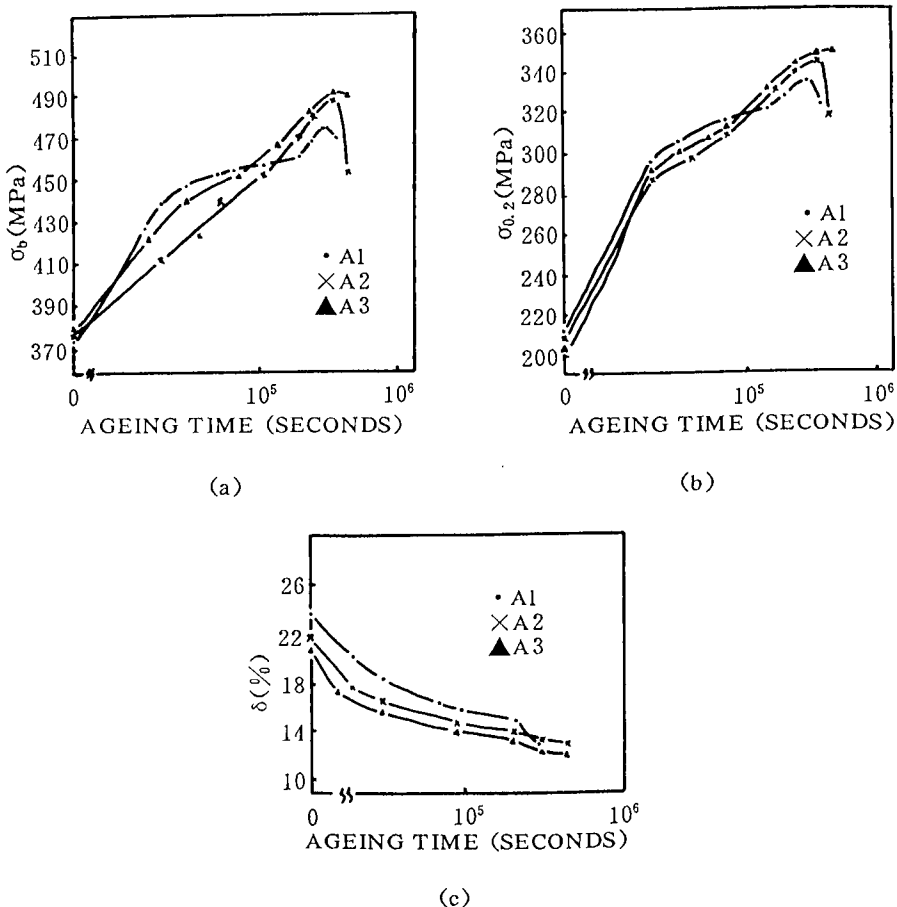 510
490
470
450
430
410
390
370
σb(MPa)
• A1
× A2
▲ A3
0
10⁵
10⁶
AGEING TIME (SECONDS)
(a)
360
340
320
300
280
260
240
220
200
σ0.2(MPa)
• A1
× A2
▲ A3
0
10⁵
10⁶
AGEING TIME (SECONDS)
(b)
26
22
18
14
10
δ(%)
• A1
× A2
▲ A3
0
10⁵
10⁶
AGEING TIME (SECONDS)
(c)